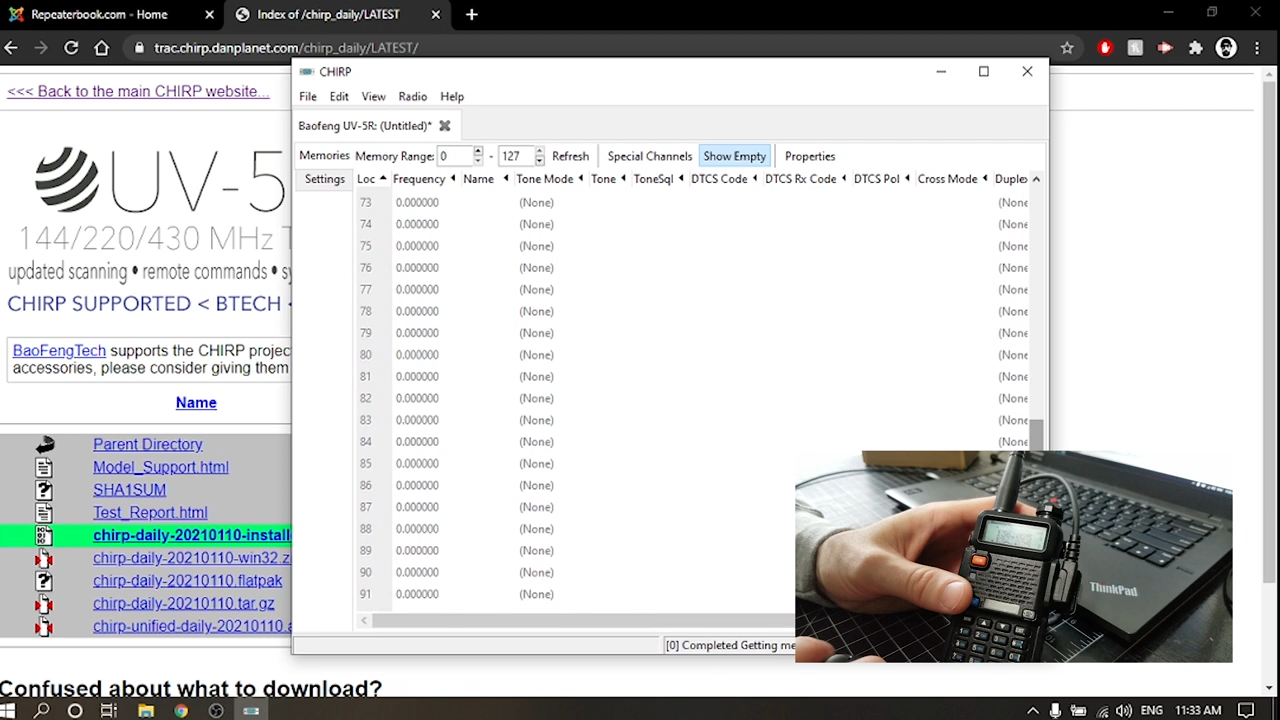 Repeaterbook.com - Home
Index of /chirp_daily/LATEST
trac.chirp.danplanet.com/chirp_daily/LATEST/
<<< Back to the main CHIRP website...
UV-5
144/220/430 MHz T
updated scanning • remote commands • sy
CHIRP SUPPORTED < BTECH <
BaoFengTech supports the CHIRP project
accessories, please consider giving them
Name
Parent Directory
Model_Support.html
SHA1SUM
Test_Report.html
chirp-daily-20210110-installe
chirp-daily-20210110-win32.z
chirp-daily-20210110.flatpak
chirp-daily-20210110.tar.gz
chirp-unified-daily-20210110.a
Confused about what to download?
CHIRP
File Edit View Radio Help
Baofeng UV-5R: (Untitled)*
Memories Memory Range: 0 - 127 Refresh Special Channels Show Empty Properties
Settings
Loc Frequency Name Tone Mode Tone ToneSql DTCS Code DTCS Rx Code DTCS Pol Cross Mode Duplex
73 0.000000 (None) (None
74 0.000000 (None) (None
75 0.000000 (None) (None
76 0.000000 (None) (None
77 0.000000 (None) (None
78 0.000000 (None) (None
79 0.000000 (None) (None
80 0.000000 (None) (None
81 0.000000 (None) (None
82 0.000000 (None) (None
83 0.000000 (None) (None
84 0.000000 (None) (None
85 0.000000 (None)
86 0.000000 (None)
87 0.000000 (None)
88 0.000000 (None)
89 0.000000 (None)
90 0.000000 (None)
91 0.000000 (None)
[0] Completed Getting me
ThinkPad
ENG 11:33 AM